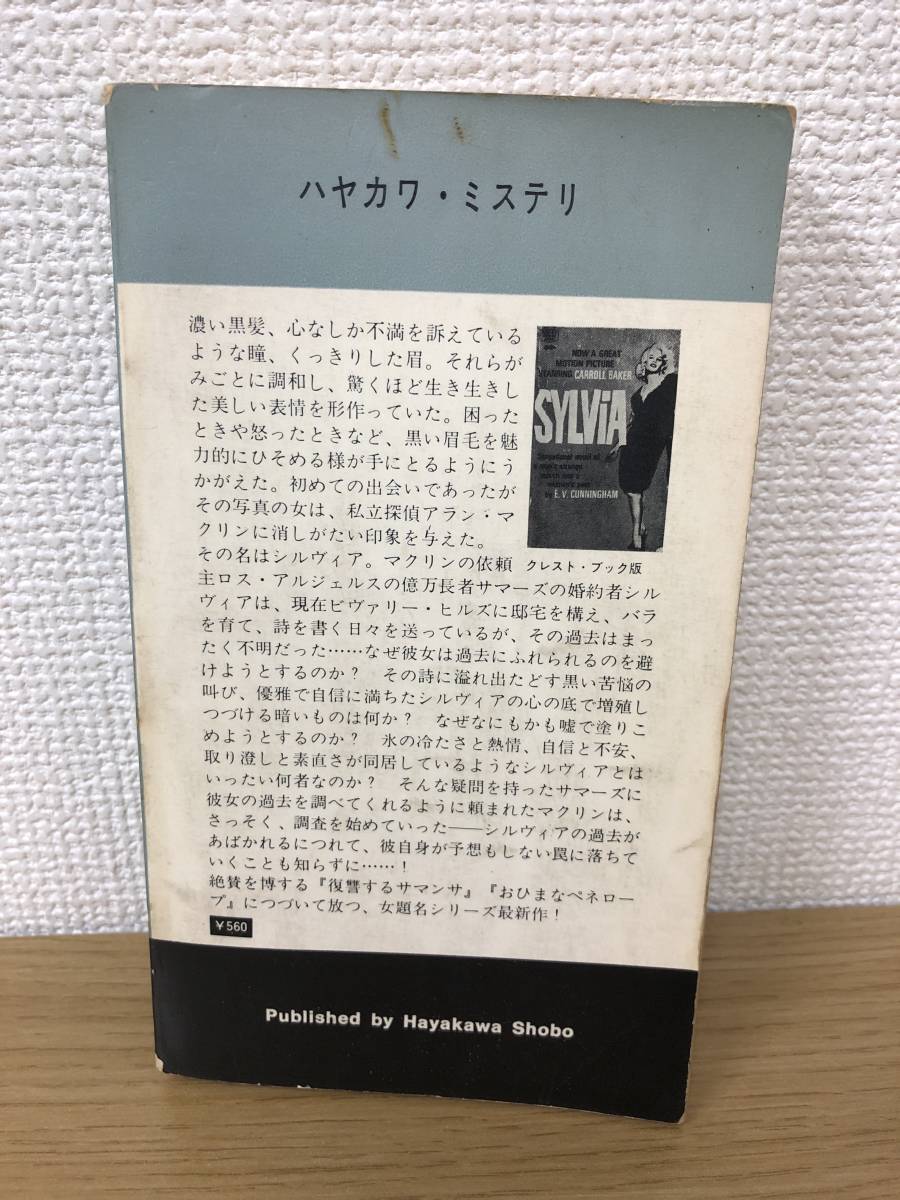 ハヤカワ・ミステリ
濃い黒髪、心なしか不満を訴えている
ような瞳、くっきりした眉。それらが
みごとに調和し、驚くほど生き生きし
た美しい表情を形作っていた。困った
ときや怒ったときなど、黒い眉毛を魅
力的にひそめる様が手にとるようにう
かがえた。初めての出会いであったが
その写真の女は、私立探偵アラン・マ
クリンに消しがたい印象を与えた。
その名はシルヴィア。マクリンの依頼
主ロス・アルジェルスの億万長者サマーズの婚約者シル
ヴィアは、現在ビヴァリー・ヒルズに邸宅を構え、バラ
を育て、詩を書く日々を送っているが、その過去はまっ
たく不明だった……なぜ彼女は過去にふれられるのを避
けようとするのか？　その詩に溢れ出たどす黒い苦悩の
叫び、優雅で自信に満ちたシルヴィアの心の底で増殖し
つづける暗いものは何か？　なぜなにもかも嘘で塗りこ
めようとするのか？　氷の冷たさと熱情、自信と不安、
取り澄しと素直さが同居しているようなシルヴィアとは
いったい何者なのか？　そんな疑問を持ったサマーズに
彼女の過去を調べてくれるように頼まれたマクリンは、
さっそく、調査を始めていった――シルヴィアの過去が
あばかれるにつれて、彼自身が予想もしない罠に落ちて
いくことも知らずに……！
絶賛を博する『復讐するサマンサ』『おひまなペネロー
プ』につづいて放つ、女題名シリーズ最新作！
¥560
NOW A GREAT
MOTION PICTURE
STARRING CARROLL BAKER
SYLViA
Sensational novel of
a man's strange
search into a
woman's past
by E. V. CUNNINGHAM
クレスト・ブック版
Published by Hayakawa Shobo